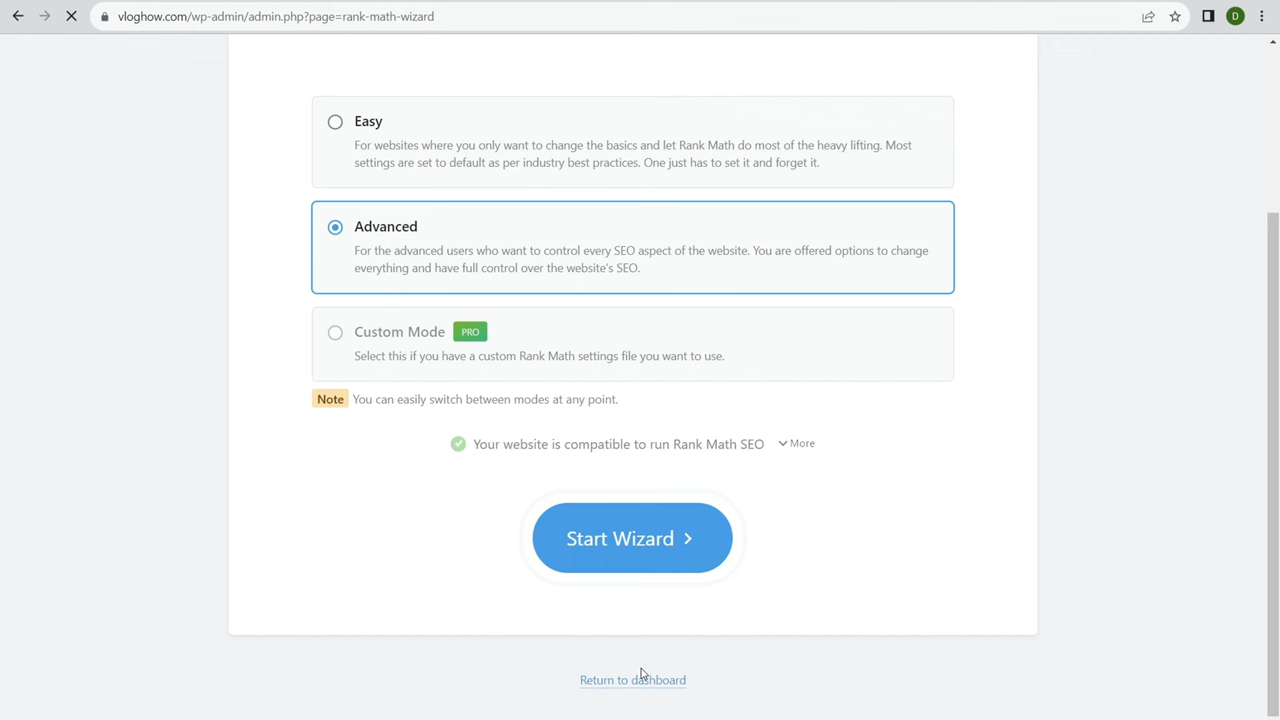 vloghow.com/wp-admin/admin.php?page=rank-math-wizard
D
Easy
For websites where you only want to change the basics and let Rank Math do most of the heavy lifting. Most
settings are set to default as per industry best practices. One just has to set it and forget it.
Advanced
For the advanced users who want to control every SEO aspect of the website. You are offered options to change
everything and have full control over the website's SEO.
Custom Mode PRO
Select this if you have a custom Rank Math settings file you want to use.
Note You can easily switch between modes at any point.
Your website is compatible to run Rank Math SEO More
Start Wizard
Return to dashboard